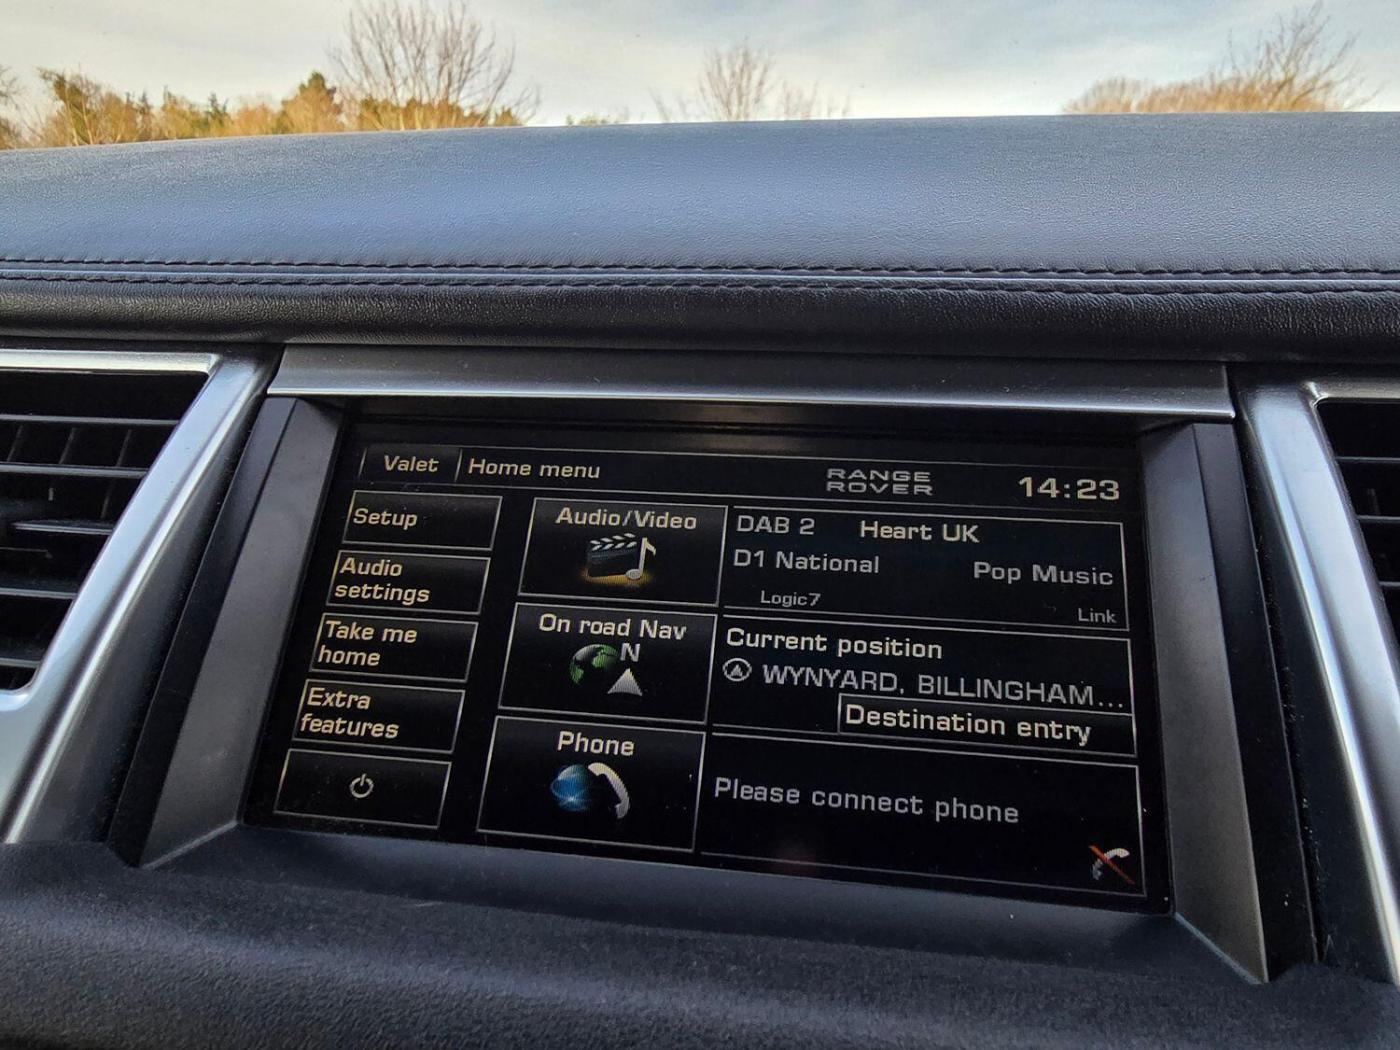 Valet
Home menu
RANGE
ROVER
14:23
Setup
Audio
settings
Take me
home
Extra
features
Audio/Video
On road Nav
N
Phone
DAB 2 Heart UK
D1 National
Pop Music
Logic7
Link
Current position
WYNYARD, BILLINGHAM...
Destination entry
Please connect phone